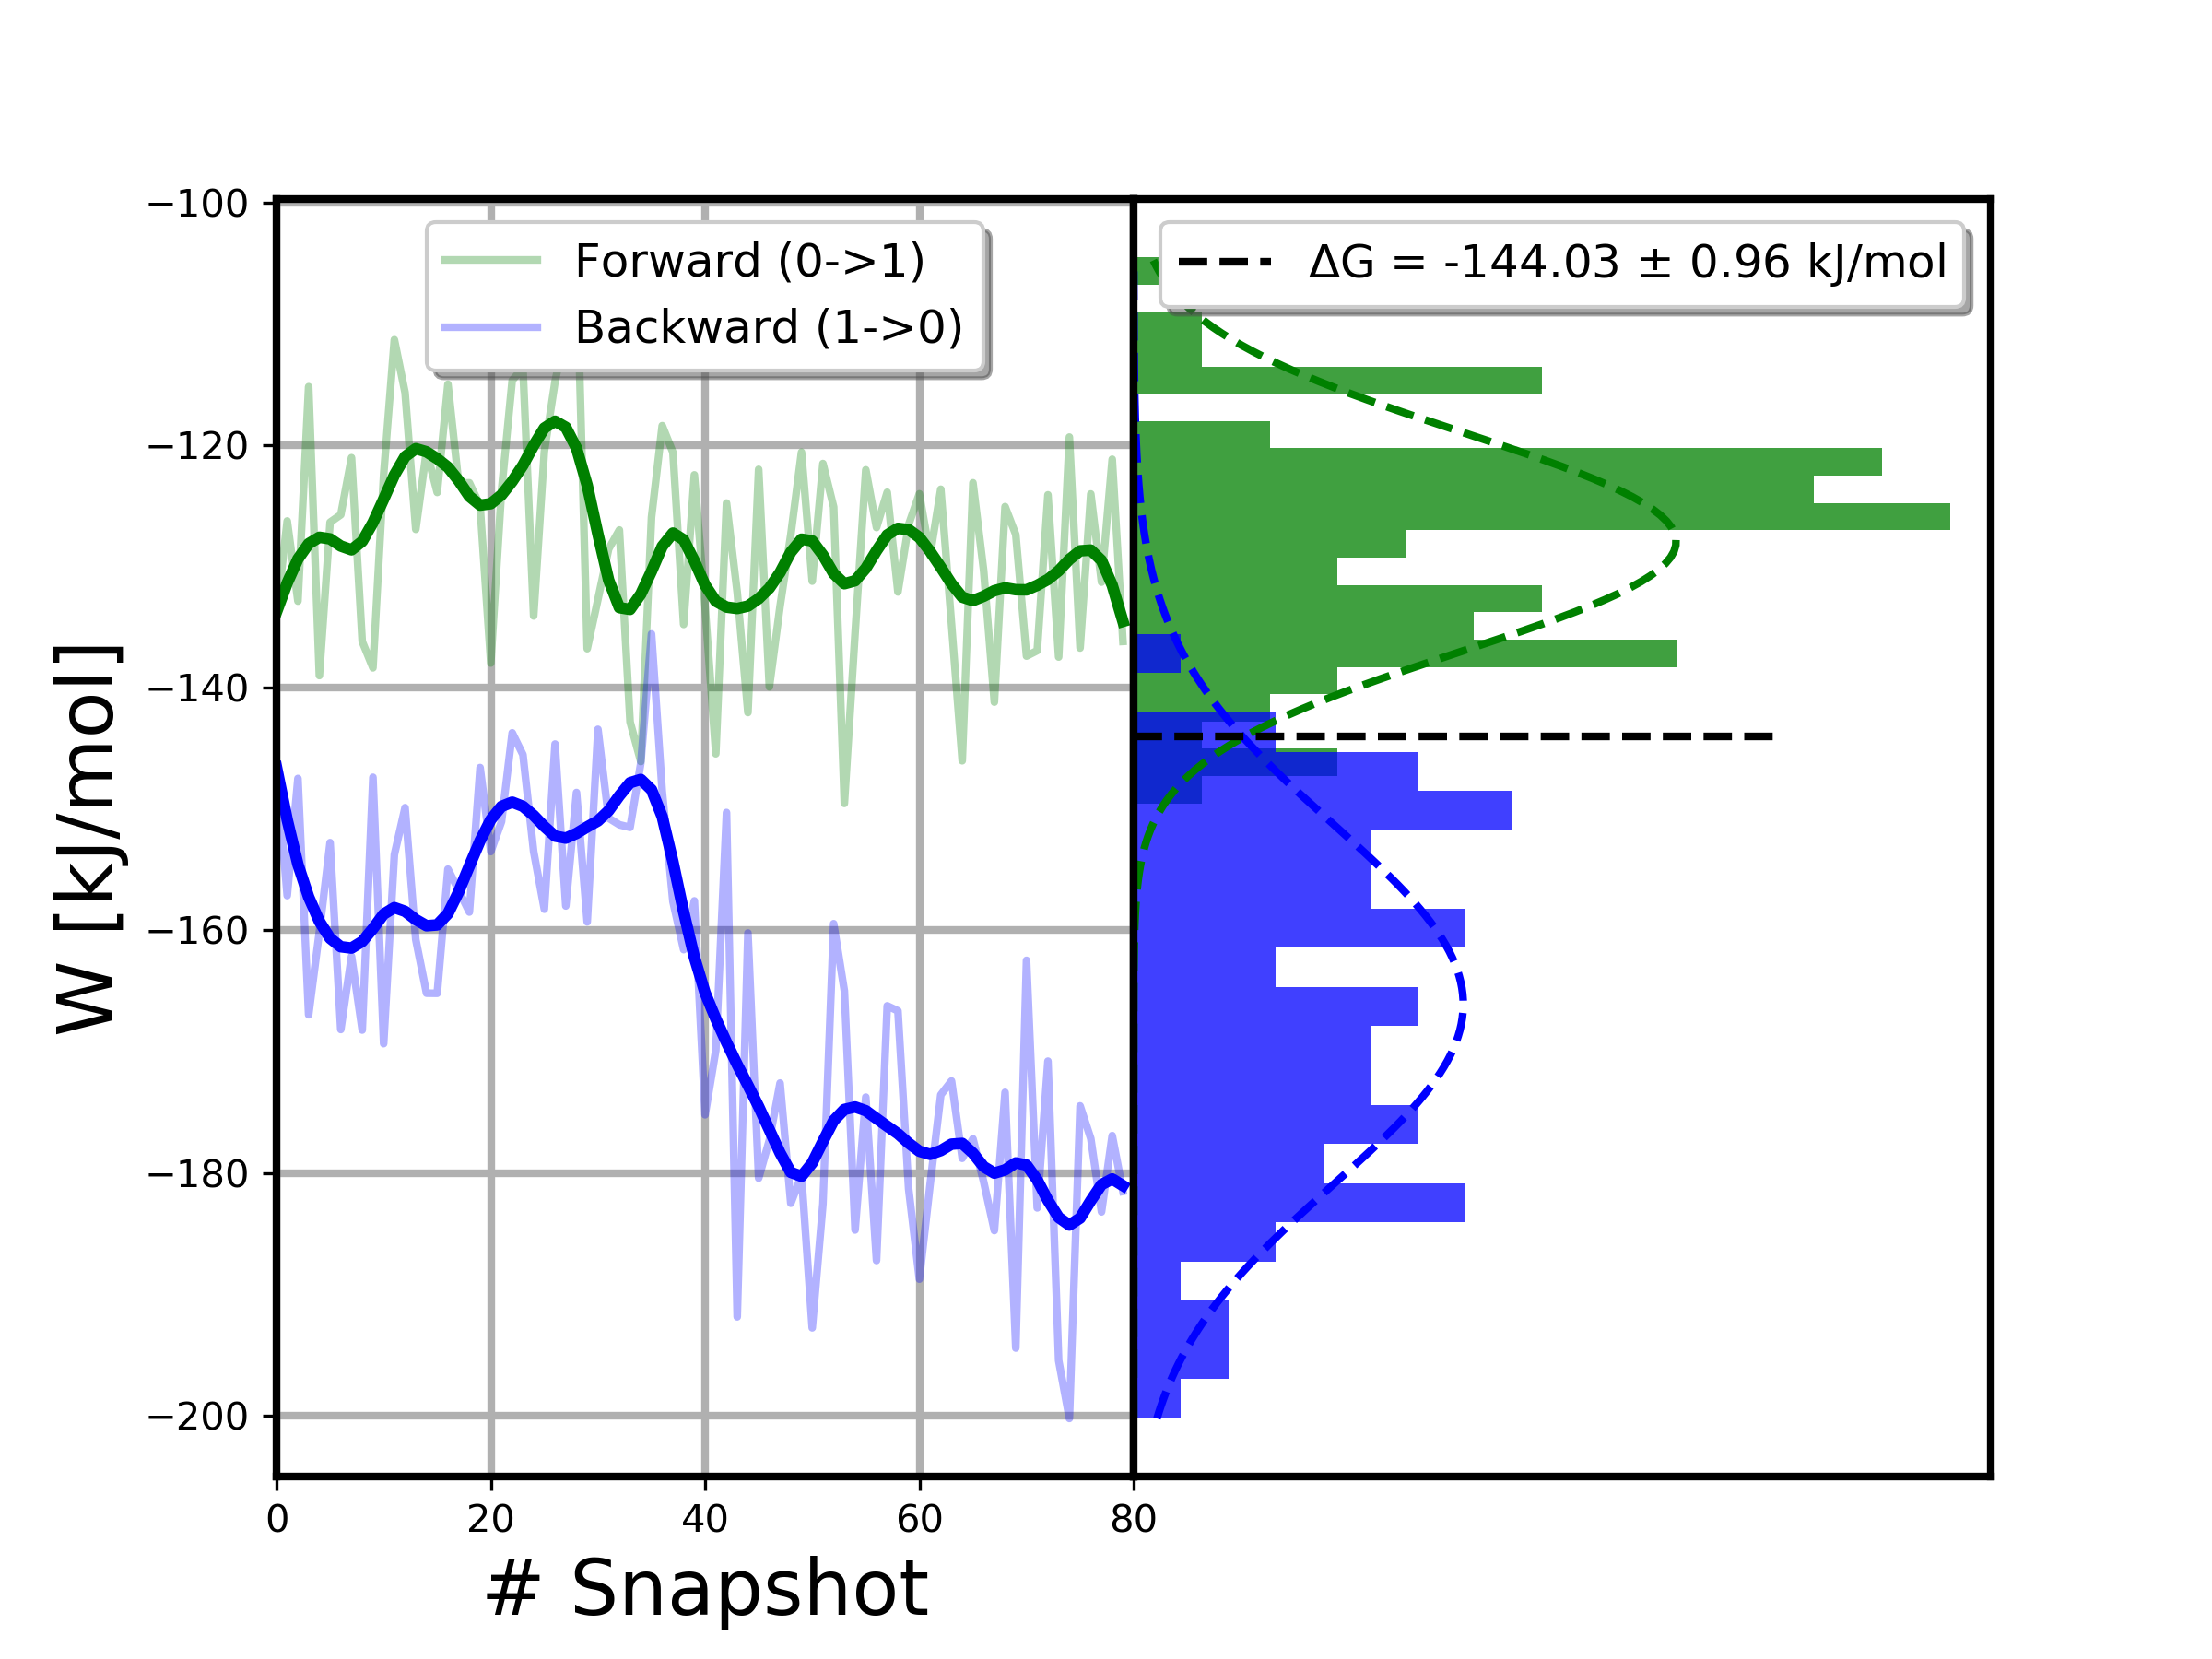 −100
−120
−140
−160
−180
−200
W [kJ/mol]
Forward (0->1)
Backward (1->0)
ΔG = -144.03 ± 0.96 kJ/mol
0 20 40 60 80
# Snapshot